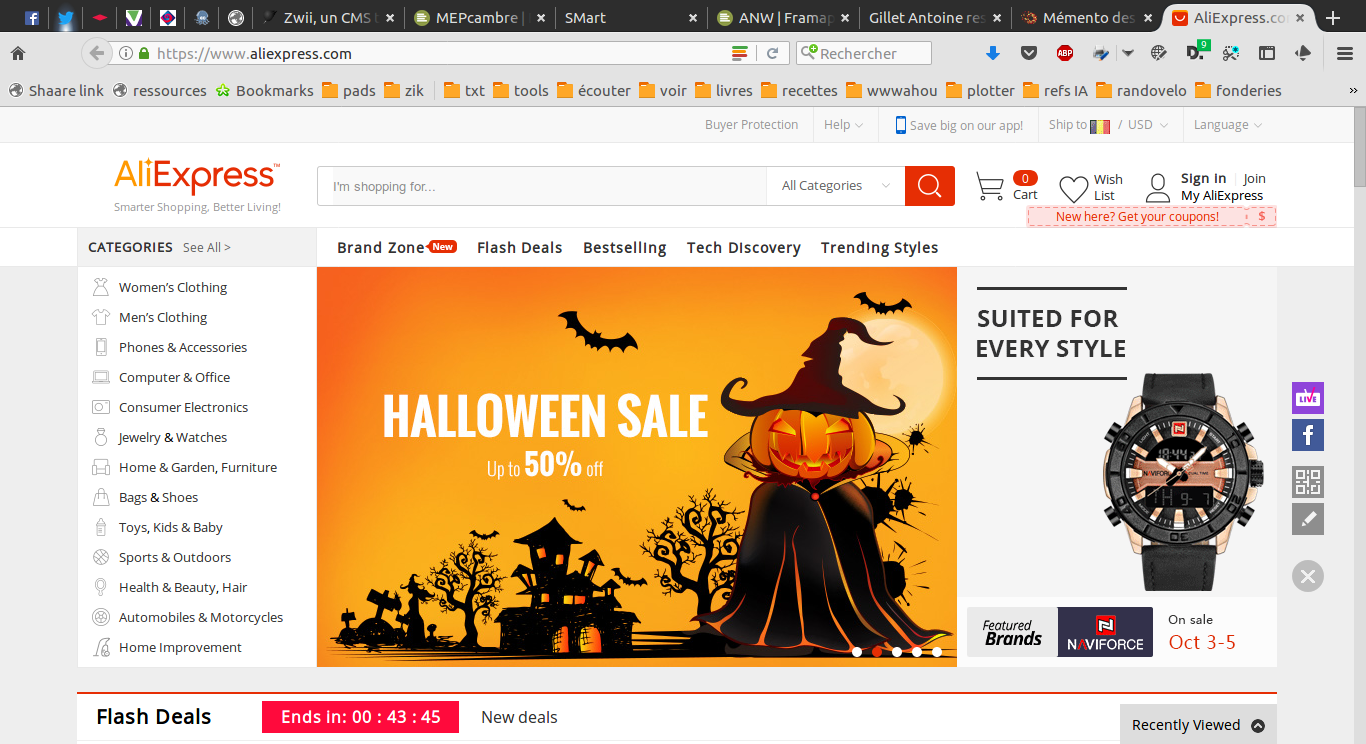 Zwii, un CMS
MEPcambre |
SMart
ANW | Framap
Gillet Antoine res
Mémento des
AliExpress.co
https://www.aliexpress.com
Rechercher
ABP
D.
9
Shaare link
ressources
Bookmarks
pads
zik
txt
tools
écouter
voir
livres
recettes
wwwahou
plotter
refs IA
randovelo
fonderies
»
Buyer Protection
Help
Save big on our app!
Ship to / USD
Language
AliExpress™
Smarter Shopping, Better Living!
I'm shopping for...
All Categories
0
Cart
Wish
List
Sign in
Join
My AliExpress
New here? Get your coupons!
$
CATEGORIES
See All >
Brand Zone
New
Flash Deals
Bestselling
Tech Discovery
Trending Styles
Women's Clothing
Men's Clothing
Phones & Accessories
Computer & Office
Consumer Electronics
Jewelry & Watches
Home & Garden, Furniture
Bags & Shoes
Toys, Kids & Baby
Sports & Outdoors
Health & Beauty, Hair
Automobiles & Motorcycles
Home Improvement
HALLOWEEN SALE
Up to 50% off
SUITED FOR
EVERY STYLE
18:44
NAVIFORCE
LIVE
Featured
Brands
NAVIFORCE
On sale
Oct 3-5
Flash Deals
Ends in: 00 : 43 : 45
New deals
Recently Viewed